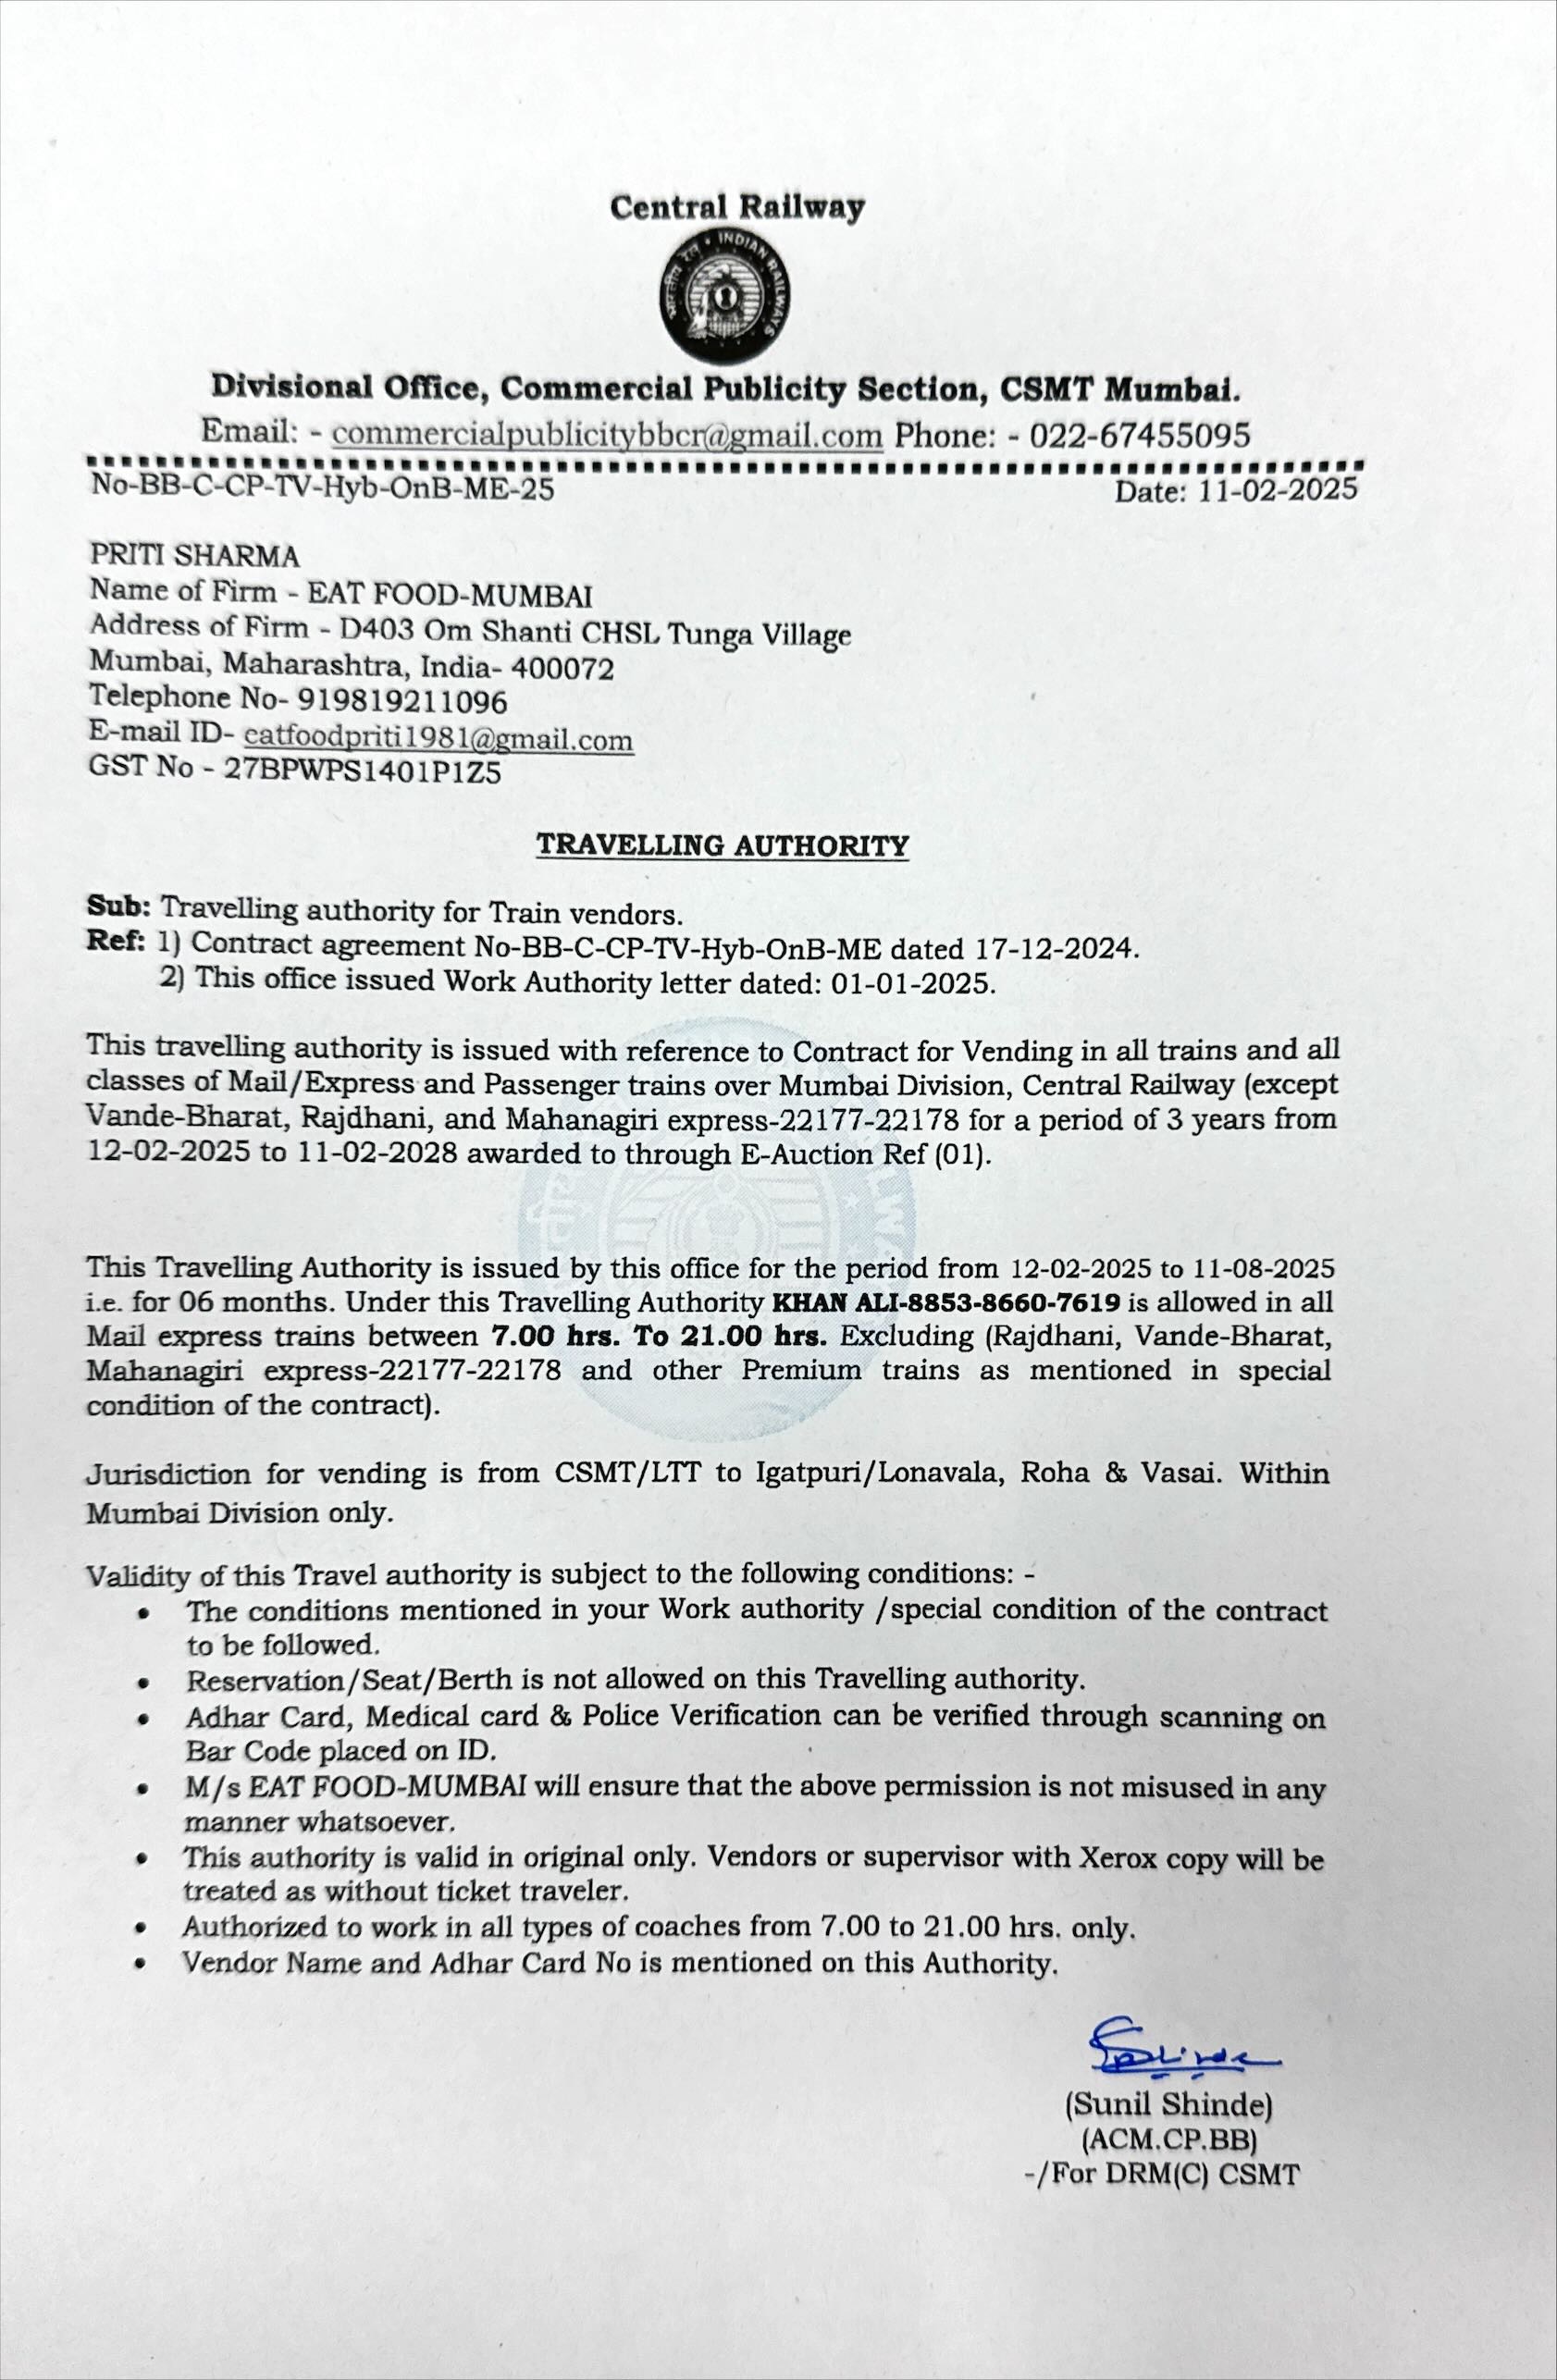 Central Railway
भारतीय रेल • INDIAN RAILWAYS
Divisional Office, Commercial Publicity Section, CSMT Mumbai.
Email: - commercialpublicitybbcr@gmail.com Phone: - 022-67455095
No-BB-C-CP-TV-Hyb-OnB-ME-25 Date: 11-02-2025
PRITI SHARMA
Name of Firm - EAT FOOD-MUMBAI
Address of Firm - D403 Om Shanti CHSL Tunga Village
Mumbai, Maharashtra, India- 400072
Telephone No- 919819211096
E-mail ID- eatfoodpriti1981@gmail.com
GST No - 27BPWPS1401P1Z5
TRAVELLING AUTHORITY
Sub: Travelling authority for Train vendors.
Ref: 1) Contract agreement No-BB-C-CP-TV-Hyb-OnB-ME dated 17-12-2024.
2) This office issued Work Authority letter dated: 01-01-2025.
This travelling authority is issued with reference to Contract for Vending in all trains and all
classes of Mail/Express and Passenger trains over Mumbai Division, Central Railway (except
Vande-Bharat, Rajdhani, and Mahanagiri express-22177-22178 for a period of 3 years from
12-02-2025 to 11-02-2028 awarded to through E-Auction Ref (01).
This Travelling Authority is issued by this office for the period from 12-02-2025 to 11-08-2025
i.e. for 06 months. Under this Travelling Authority KHAN ALI-8853-8660-7619 is allowed in all
Mail express trains between 7.00 hrs. To 21.00 hrs. Excluding (Rajdhani, Vande-Bharat,
Mahanagiri express-22177-22178 and other Premium trains as mentioned in special
condition of the contract).
Jurisdiction for vending is from CSMT/LTT to Igatpuri/Lonavala, Roha & Vasai. Within
Mumbai Division only.
Validity of this Travel authority is subject to the following conditions: -
• The conditions mentioned in your Work authority /special condition of the contract
to be followed.
• Reservation/Seat/Berth is not allowed on this Travelling authority.
• Adhar Card, Medical card & Police Verification can be verified through scanning on
Bar Code placed on ID.
• M/s EAT FOOD-MUMBAI will ensure that the above permission is not misused in any
manner whatsoever.
• This authority is valid in original only. Vendors or supervisor with Xerox copy will be
treated as without ticket traveler.
• Authorized to work in all types of coaches from 7.00 to 21.00 hrs. only.
• Vendor Name and Adhar Card No is mentioned on this Authority.
(Sunil Shinde)
(ACM.CP.BB)
-/For DRM(C) CSMT